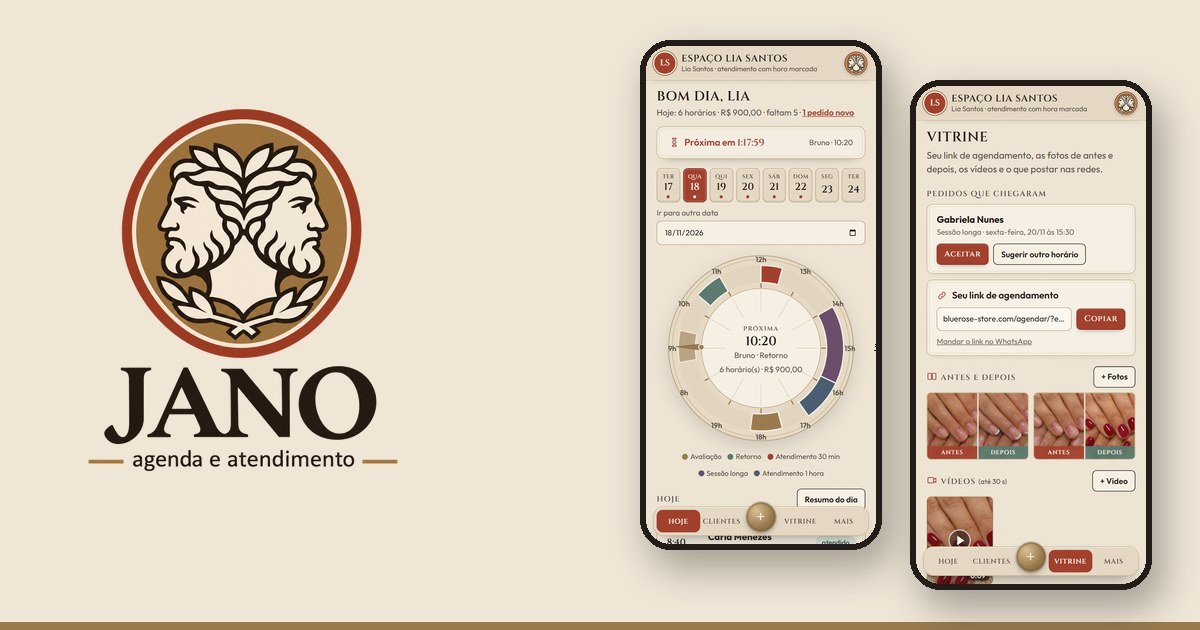 JANO
agenda e atendimento
LS
ESPAÇO LIA SANTOS
Lia Santos · atendimento com hora marcada
BOM DIA, LIA
Hoje: 6 horários · R$ 900,00 · faltam 5 · 1 pedido novo
Próxima em 1:17:59
Bruno · 10:20
TER QUA QUI SEX SÁB DOM SEG TER
17 18 19 20 21 22 23 24
Ir para outra data
18/11/2026
12h
11h
13h
10h
14h
9h
15h
8h
16h
19h
17h
18h
PRÓXIMA
10:20
Bruno · Retorno
6 horário(s) · R$ 900,00
Avaliação Retorno Atendimento 30 min
Sessão longa Atendimento 1 hora
HOJE
Resumo do dia
HOJE CLIENTES + VITRINE MAIS
8:40 Carla Menezes atendido
LS
ESPAÇO LIA SANTOS
Lia Santos · atendimento com hora marcada
VITRINE
Seu link de agendamento, as fotos de antes e
depois, os vídeos e o que postar nas redes.
PEDIDOS QUE CHEGARAM
Gabriela Nunes
Sessão longa · sexta-feira, 20/11 às 15:30
ACEITAR
Sugerir outro horário
Seu link de agendamento
bluerose-store.com/agendar/?e...
COPIAR
Mandar o link no WhatsApp
ANTES E DEPOIS
+ Fotos
ANTES DEPOIS ANTES DEPOIS
VÍDEOS (até 30 s)
+ Vídeo
HOJE CLIENTES + VITRINE MAIS